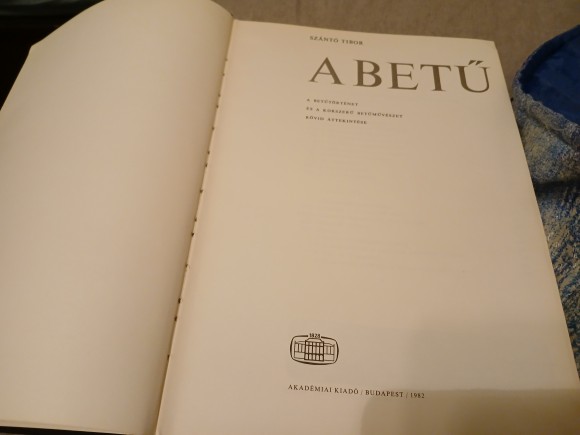 SZÁNTÓ TIBOR
A BETŰ
A BETŰTÖRTÉNET
ÉS A KORSZERŰ BETŰMŰVÉSZET
RÖVID ÁTTEKINTÉSE
1828
AKADÉMIAI KIADÓ / BUDAPEST / 1982